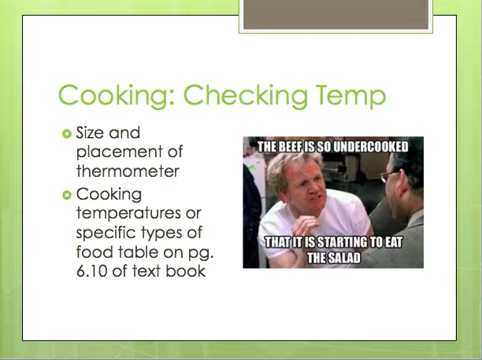 Cooking: Checking Temp
Size and
placement of
thermometer
Cooking
temperatures or
specific types of
food table on pg.
6.10 of text book
THE BEEF IS SO UNDERCOOKED
THAT IT IS STARTING TO EAT
THE SALAD